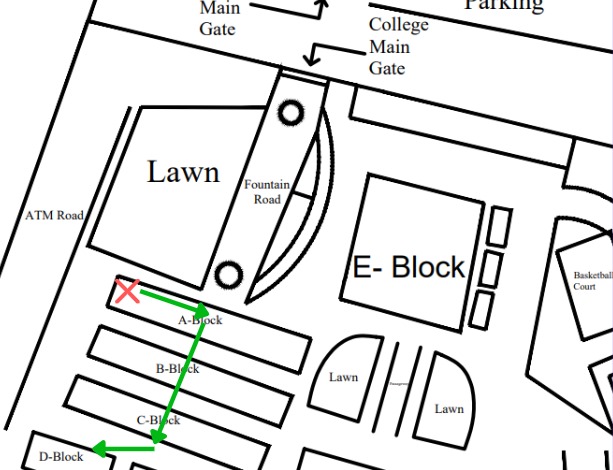 Main
Gate
Parking
College
Main
Gate
Lawn
Fountain
Road
ATM Road
E- Block
Basketball
Court
A-Block
B-Block
C-Block
D-Block
Lawn
Lawn